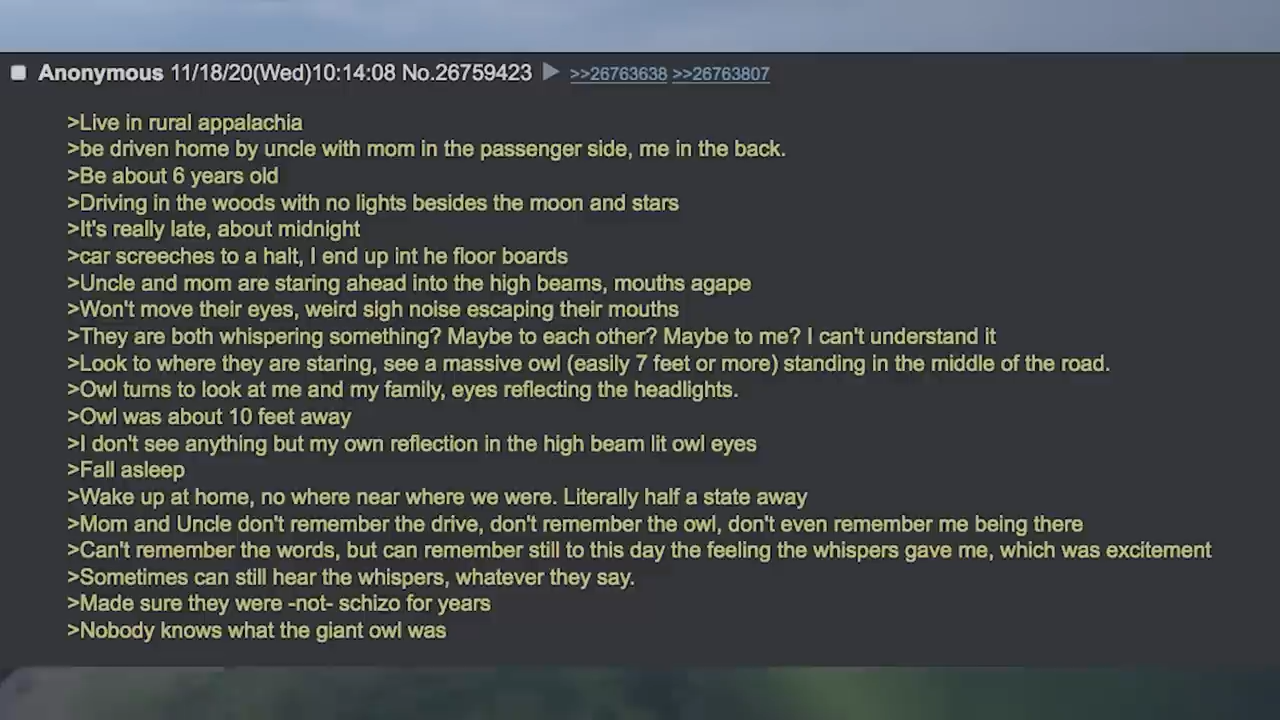 Anonymous 11/18/20(Wed)10:14:08 No.26759423 ▶ >>26763638 >>26763807
>Live in rural appalachia
>be driven home by uncle with mom in the passenger side, me in the back.
>Be about 6 years old
>Driving in the woods with no lights besides the moon and stars
>It's really late, about midnight
>car screeches to a halt, I end up int he floor boards
>Uncle and mom are staring ahead into the high beams, mouths agape
>Won't move their eyes, weird sigh noise escaping their mouths
>They are both whispering something? Maybe to each other? Maybe to me? I can't understand it
>Look to where they are staring, see a massive owl (easily 7 feet or more) standing in the middle of the road.
>Owl turns to look at me and my family, eyes reflecting the headlights.
>Owl was about 10 feet away
>I don't see anything but my own reflection in the high beam lit owl eyes
>Fall asleep
>Wake up at home, no where near where we were. Literally half a state away
>Mom and Uncle don't remember the drive, don't remember the owl, don't even remember me being there
>Can't remember the words, but can remember still to this day the feeling the whispers gave me, which was excitement
>Sometimes can still hear the whispers, whatever they say.
>Made sure they were -not- schizo for years
>Nobody knows what the giant owl was